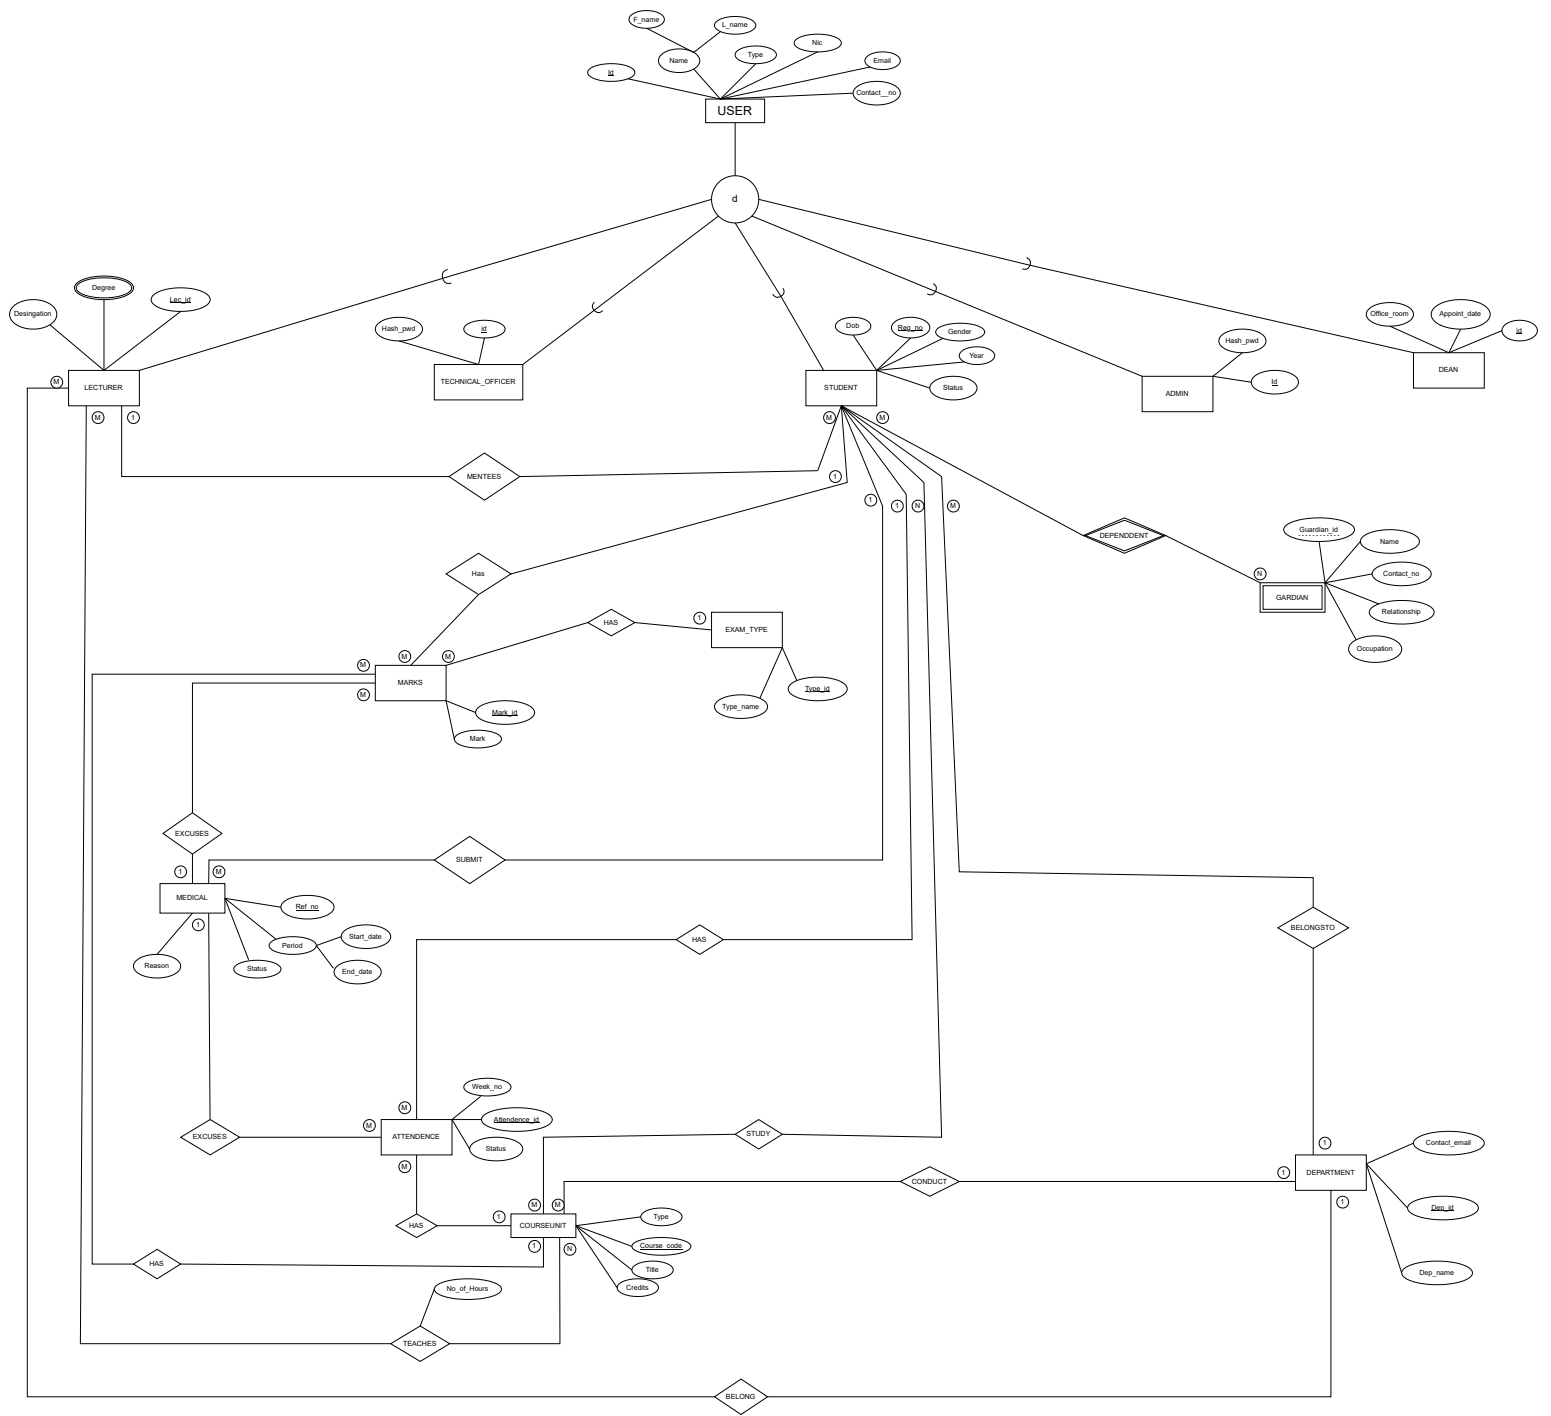 F_name
L_name
Name
Type
Nic
Email
Id
Contact__no
USER
d
Degree
Lec_id
Desingation
Hash_pwd
id
Dob
Reg_no
Gender
Year
Status
Hash_pwd
Id
Office_room
Appoint_date
id
LECTURER
TECHNICAL_OFFICER
STUDENT
ADMIN
DEAN
M
M
1
M
M
MENTEES
1
1
1
N
M
DEPENDDENT
Guardian_id
Name
Contact_no
Relationship
Occupation
N
GARDIAN
Has
HAS
1
EXAM_TYPE
Type_name
Type_id
M
M
M
M
MARKS
Mark_id
Mark
EXCUSES
SUBMIT
1
M
MEDICAL
Ref_no
1
Reason
Status
Period
Start_date
End_date
HAS
BELONGSTO
Week_no
Attendence_id
Status
M
M
ATTENDENCE
M
EXCUSES
STUDY
CONDUCT
1
1
DEPARTMENT
1
Contact_email
Dep_id
Dep_name
HAS
1
M
M
COURSEUNIT
1
N
Type
Course_code
Title
Credits
HAS
No_of_Hours
TEACHES
BELONG